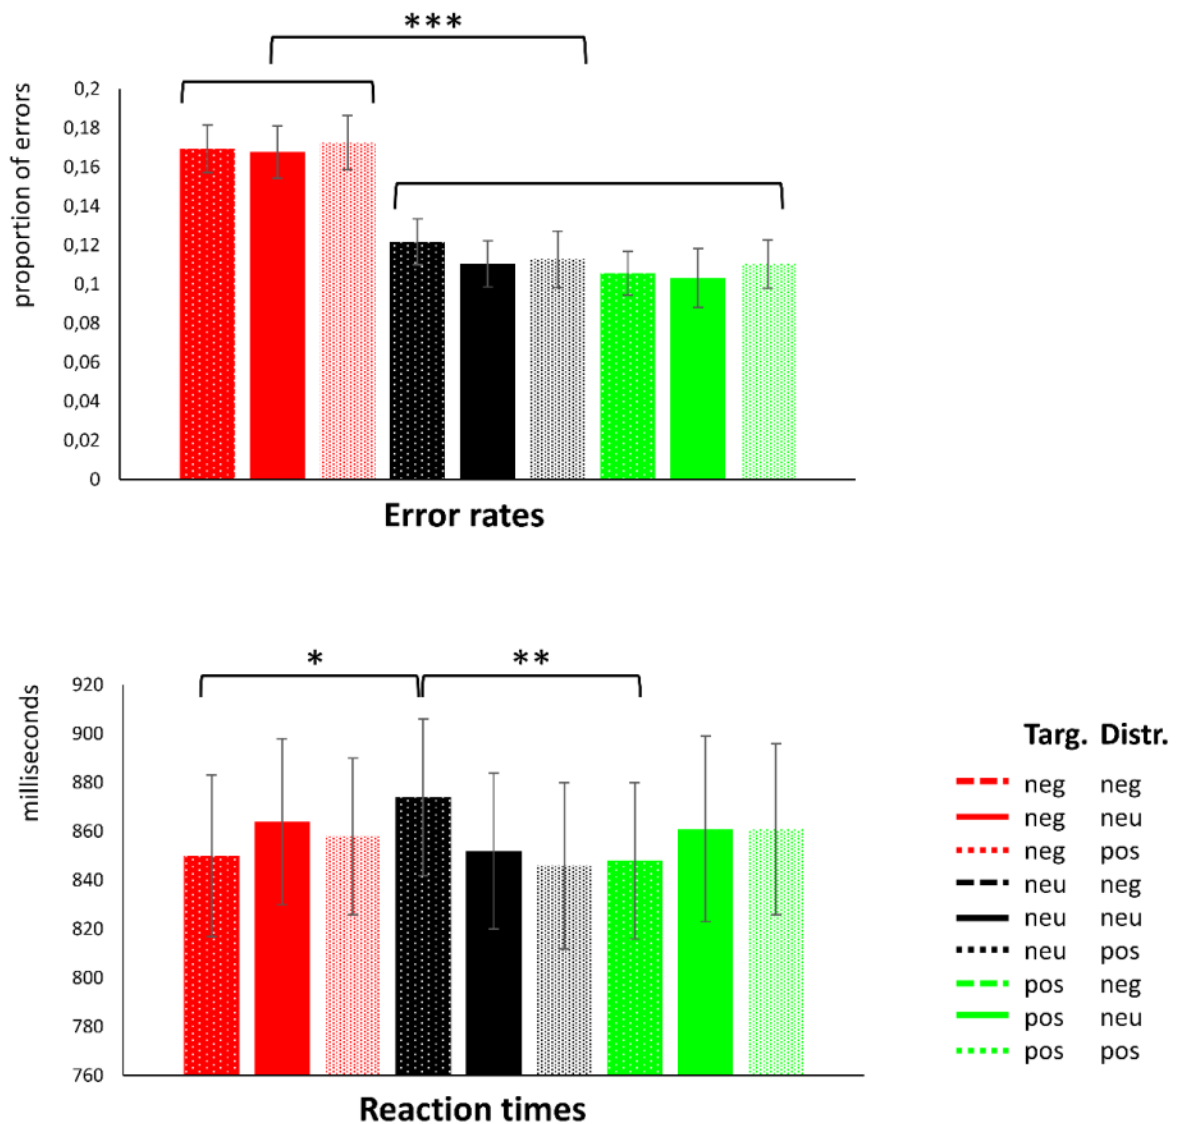 ***
proportion of errors
0,2
0,18
0,16
0,14
0,12
0,1
0,08
0,06
0,04
0,02
0
Error rates
* **
milliseconds
920
900
880
860
840
820
800
780
760
Reaction times
Targ. Distr.
neg neg
neg neu
neg pos
neu neg
neu neu
neu pos
pos neg
pos neu
pos pos